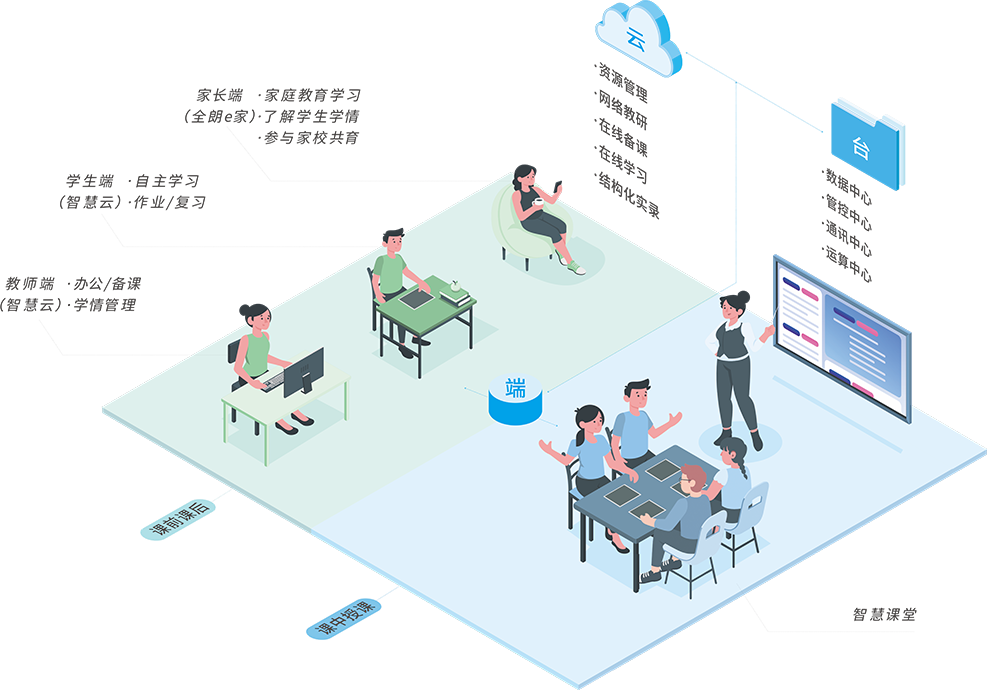 云
·资源管理
·网络教研
·在线备课
·在线学习
·结构化实录
台
·数据中心
·管控中心
·通讯中心
·运算中心
家长端 ·家庭教育学习
(全朗e家)·了解学生学情
·参与家校共育
学生端 ·自主学习
(智慧云)·作业/复习
教师端 ·办公/备课
(智慧云)·学情管理
端
课前课后
课中授课
智慧课堂